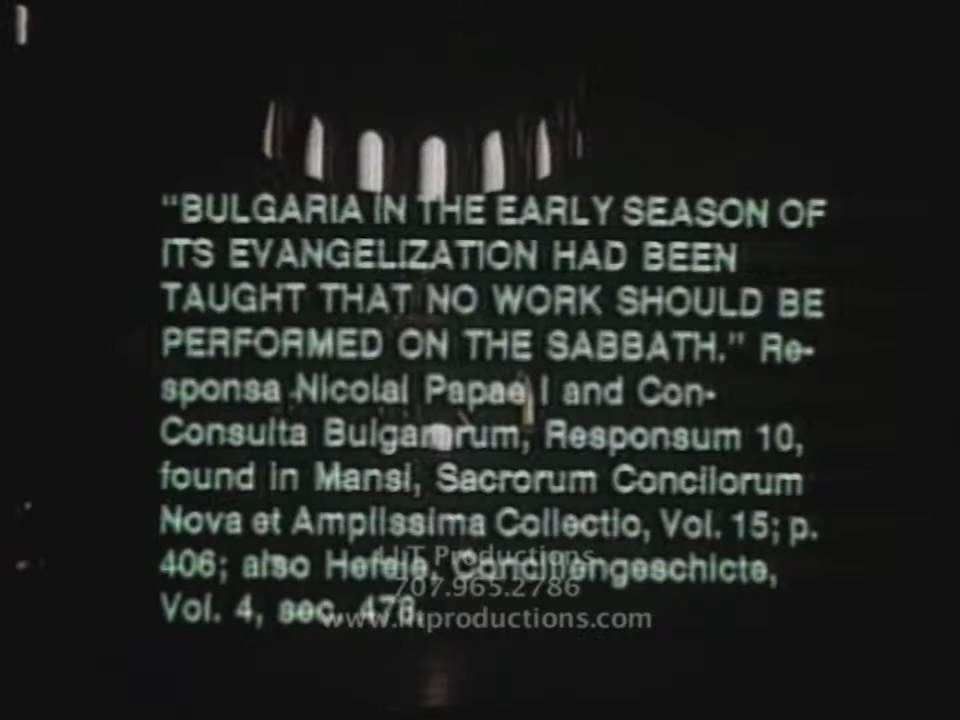 "BULGARIA IN THE EARLY SEASON OF
ITS EVANGELIZATION HAD BEEN
TAUGHT THAT NO WORK SHOULD BE
PERFORMED ON THE SABBATH." Re-
sponsa Nicolai Papae I and Con-
Consulta Bulgarorum, Responsum 10,
found in Mansi, Sacrorum Concilorum
Nova et Amplissima Collectio, Vol. 15; p.
406; also Hefele, Conciliengeschicte,
Vol. 4, sec. 478.
LLT Productions
707.965.2786
www.lltproductions.com